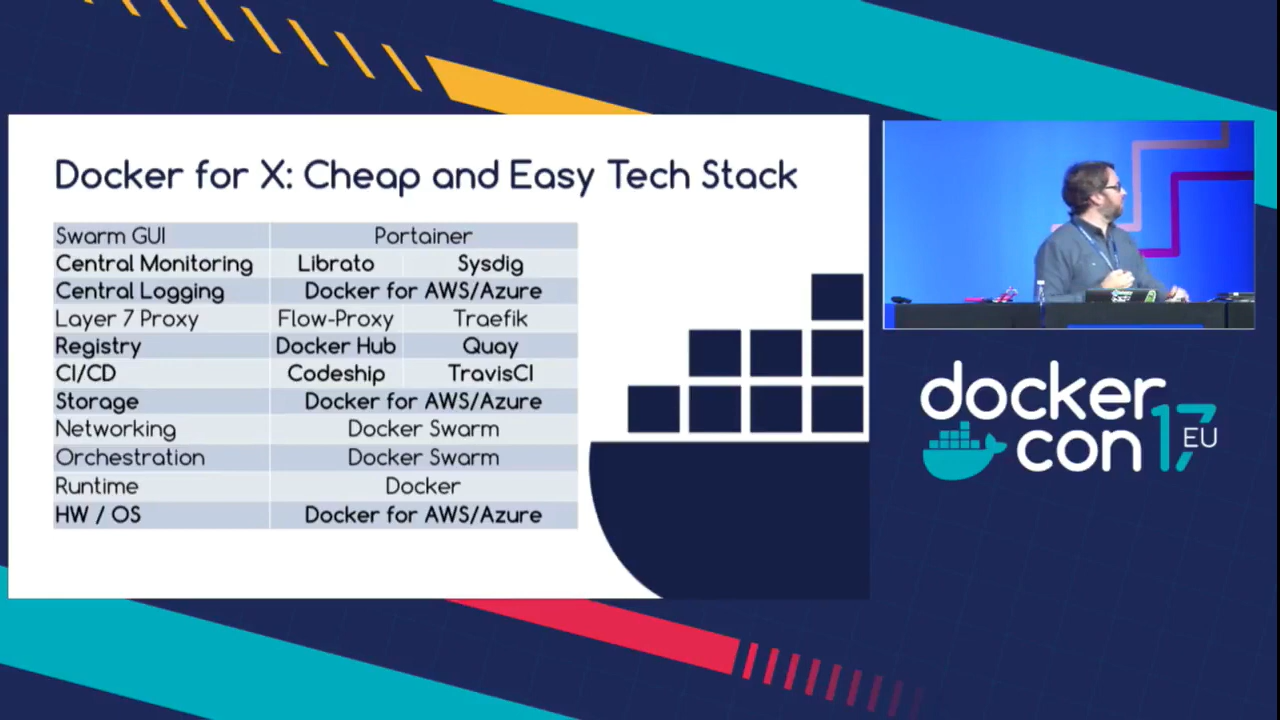 Docker for X: Cheap and Easy Tech Stack
Swarm GUI Portainer
Central Monitoring Librato Sysdig
Central Logging Docker for AWS/Azure
Layer 7 Proxy Flow-Proxy Traefik
Registry Docker Hub Quay
CI/CD Codeship TravisCI
Storage Docker for AWS/Azure
Networking Docker Swarm
Orchestration Docker Swarm
Runtime Docker
HW / OS Docker for AWS/Azure
docker
con 17 EU